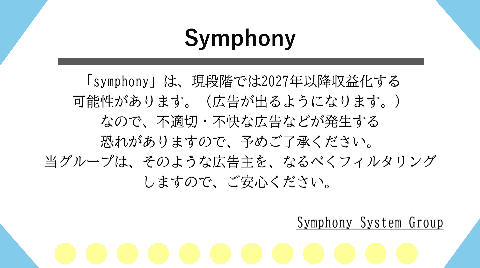 Symphony
「symphony」は、現段階では2027年以降収益化する
可能性があります。（広告が出るようになります。）
なので、不適切・不快な広告などが発生する
恐れがありますので、予めご了承ください。
当グループは、そのような広告主を、なるべくフィルタリング
しますので、ご安心ください。
Symphony System Group